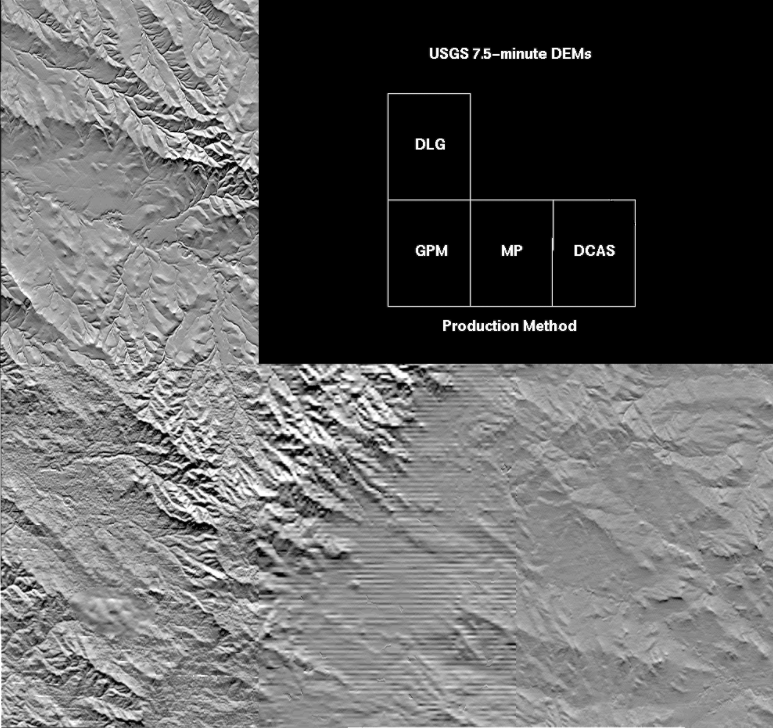 USGS 7.5-minute DEMs
DLG
GPM MP DCAS
Production Method